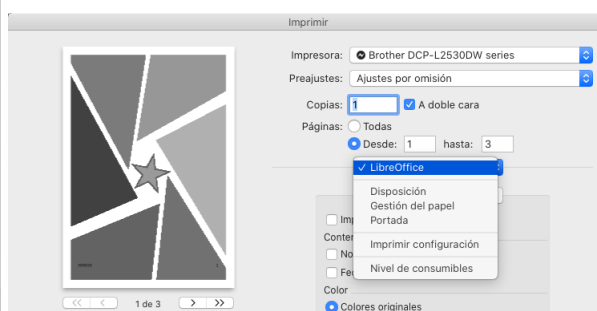 Imprimir
Impresora: Brother DCP-L2530DW series
Preajustes: Ajustes por omisión
Copias: 1 A doble cara
Páginas: Todas
Desde: 1 hasta: 3
LibreOffice
Disposición
Gestión del papel
Portada
Imprimir configuración
Nivel de consumibles
Color
Colores originales
1 de 3